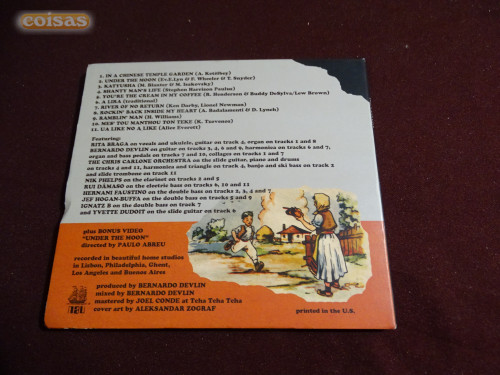 coisas
1. IN A CHINESE TEMPLE GARDEN (A. Ketèlbey)
2. UNDER THE MOON (Ev.E.Lyn & F. Wheeler & T. Snyder)
3. KATYUSHA (M. Blanter & M. Isakovsky)
4. SHANTY MAN'S LIFE (Stephen Harrison Paulus)
5. YOU'RE THE CREAM IN MY COFFEE (R. Henderson & Buddy DeSylva/Lew Brown)
6. A LIRA (traditional)
7. RIVER OF NO RETURN (Ken Darby, Lionel Newman)
8. ROCKIN' BACK INSIDE MY HEART (A. Badalamenti & D. Lynch)
9. RAMBLIN' MAN (H. Williams)
10. MES' TOU MANTHOU TON TEKE (K. Tzovenos)
11. UA LIKE NO A LIKE (Alice Everett)
Featuring:
RITA BRAGA on vocals and ukulele, guitar on track 4, organ on tracks 1 and 8
BERNARDO DEVLIN on guitar on tracks 3, 4, 6 and 9, harmonica on tracks 6 and 7,
organ and bass pedals on track 7 and 10, collages on tracks 1 and 7
THE CHRIS CARLONE ORCHESTRA on the slide guitar, piano and drums
on tracks 4 and 11, harmonica and triangle on track 4, banjo and ski bass on track 2
and slide trombone on track 11
NIK PHELPS on the clarinet on tracks 2 and 5
RUI DÂMASO on the electric bass on tracks 6, 10 and 11
HERNANI FAUSTINO on the double bass on tracks 2, 3, 4 and 7
JEF HOGAN-BUFFA on the double bass on tracks 5 and 9
IGNATZ B on the double bass on track 7
and YVETTE DUDOIT on the slide guitar on track 6
plus BONUS VIDEO
"UNDER THE MOON"
directed by PAULO ABREU
recorded in beautiful home studios
in Lisbon, Philadelphia, Ghent,
Los Angeles and Buenos Aires
produced by BERNARDO DEVLIN
mixed by BERNARDO DEVLIN
mastered by JOEL CONDE at Tcha Tcha Tcha
cover art by ALEKSANDAR ZOGRAF
printed in the U.S.